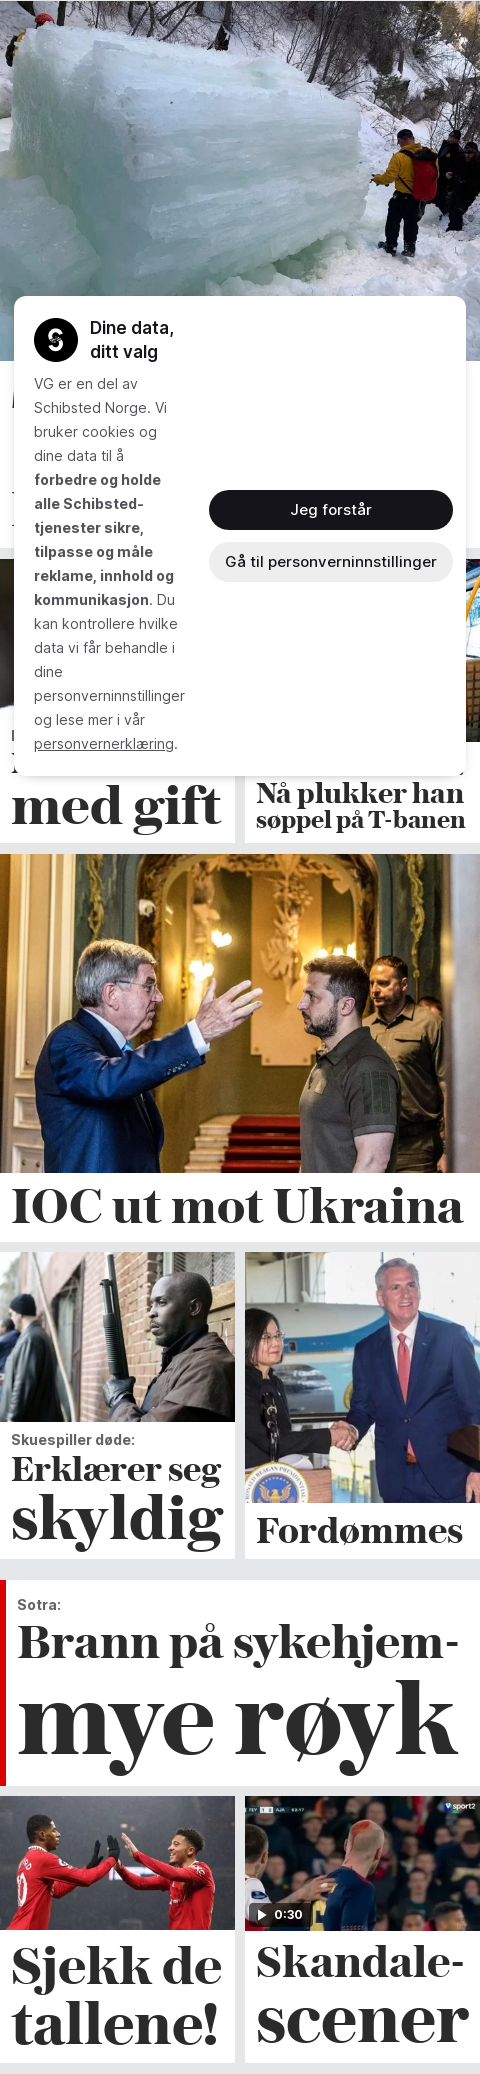 Dine data,
ditt valg
VG er en del av
Schibsted Norge. Vi
bruker cookies og
dine data til å
forbedre og holde
alle Schibsted-
tjenester sikre,
tilpasse og måle
reklame, innhold og
kommunikasjon. Du
kan kontrollere hvilke
data vi får behandle i
dine
personverninnstillinger
og lese mer i vår
personvernerklæring.
Jeg forstår
Gå til personverninnstillinger
med gift
Nå plukker han
søppel på T-banen
IOC ut mot Ukraina
Skuespiller døde:
Erklærer seg
skyldig
Fordømmes
Sotra:
Brann på sykehjem-
mye røyk
Sjekk de
tallene!
sport2
0:30
Skandale-
scener